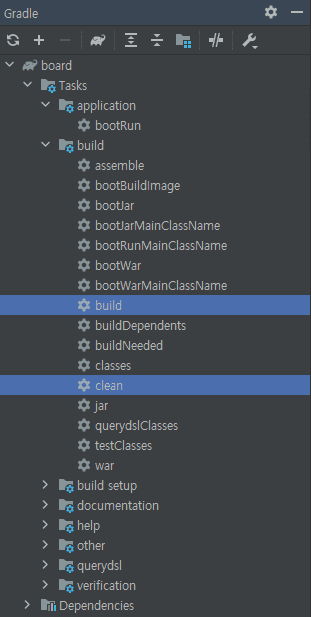 Gradle
board
Tasks
application
bootRun
build
assemble
bootBuildImage
bootJar
bootJarMainClassName
bootRunMainClassName
bootWar
bootWarMainClassName
build
buildDependents
buildNeeded
classes
clean
jar
querydslClasses
testClasses
war
build setup
documentation
help
other
querydsl
verification
Dependencies